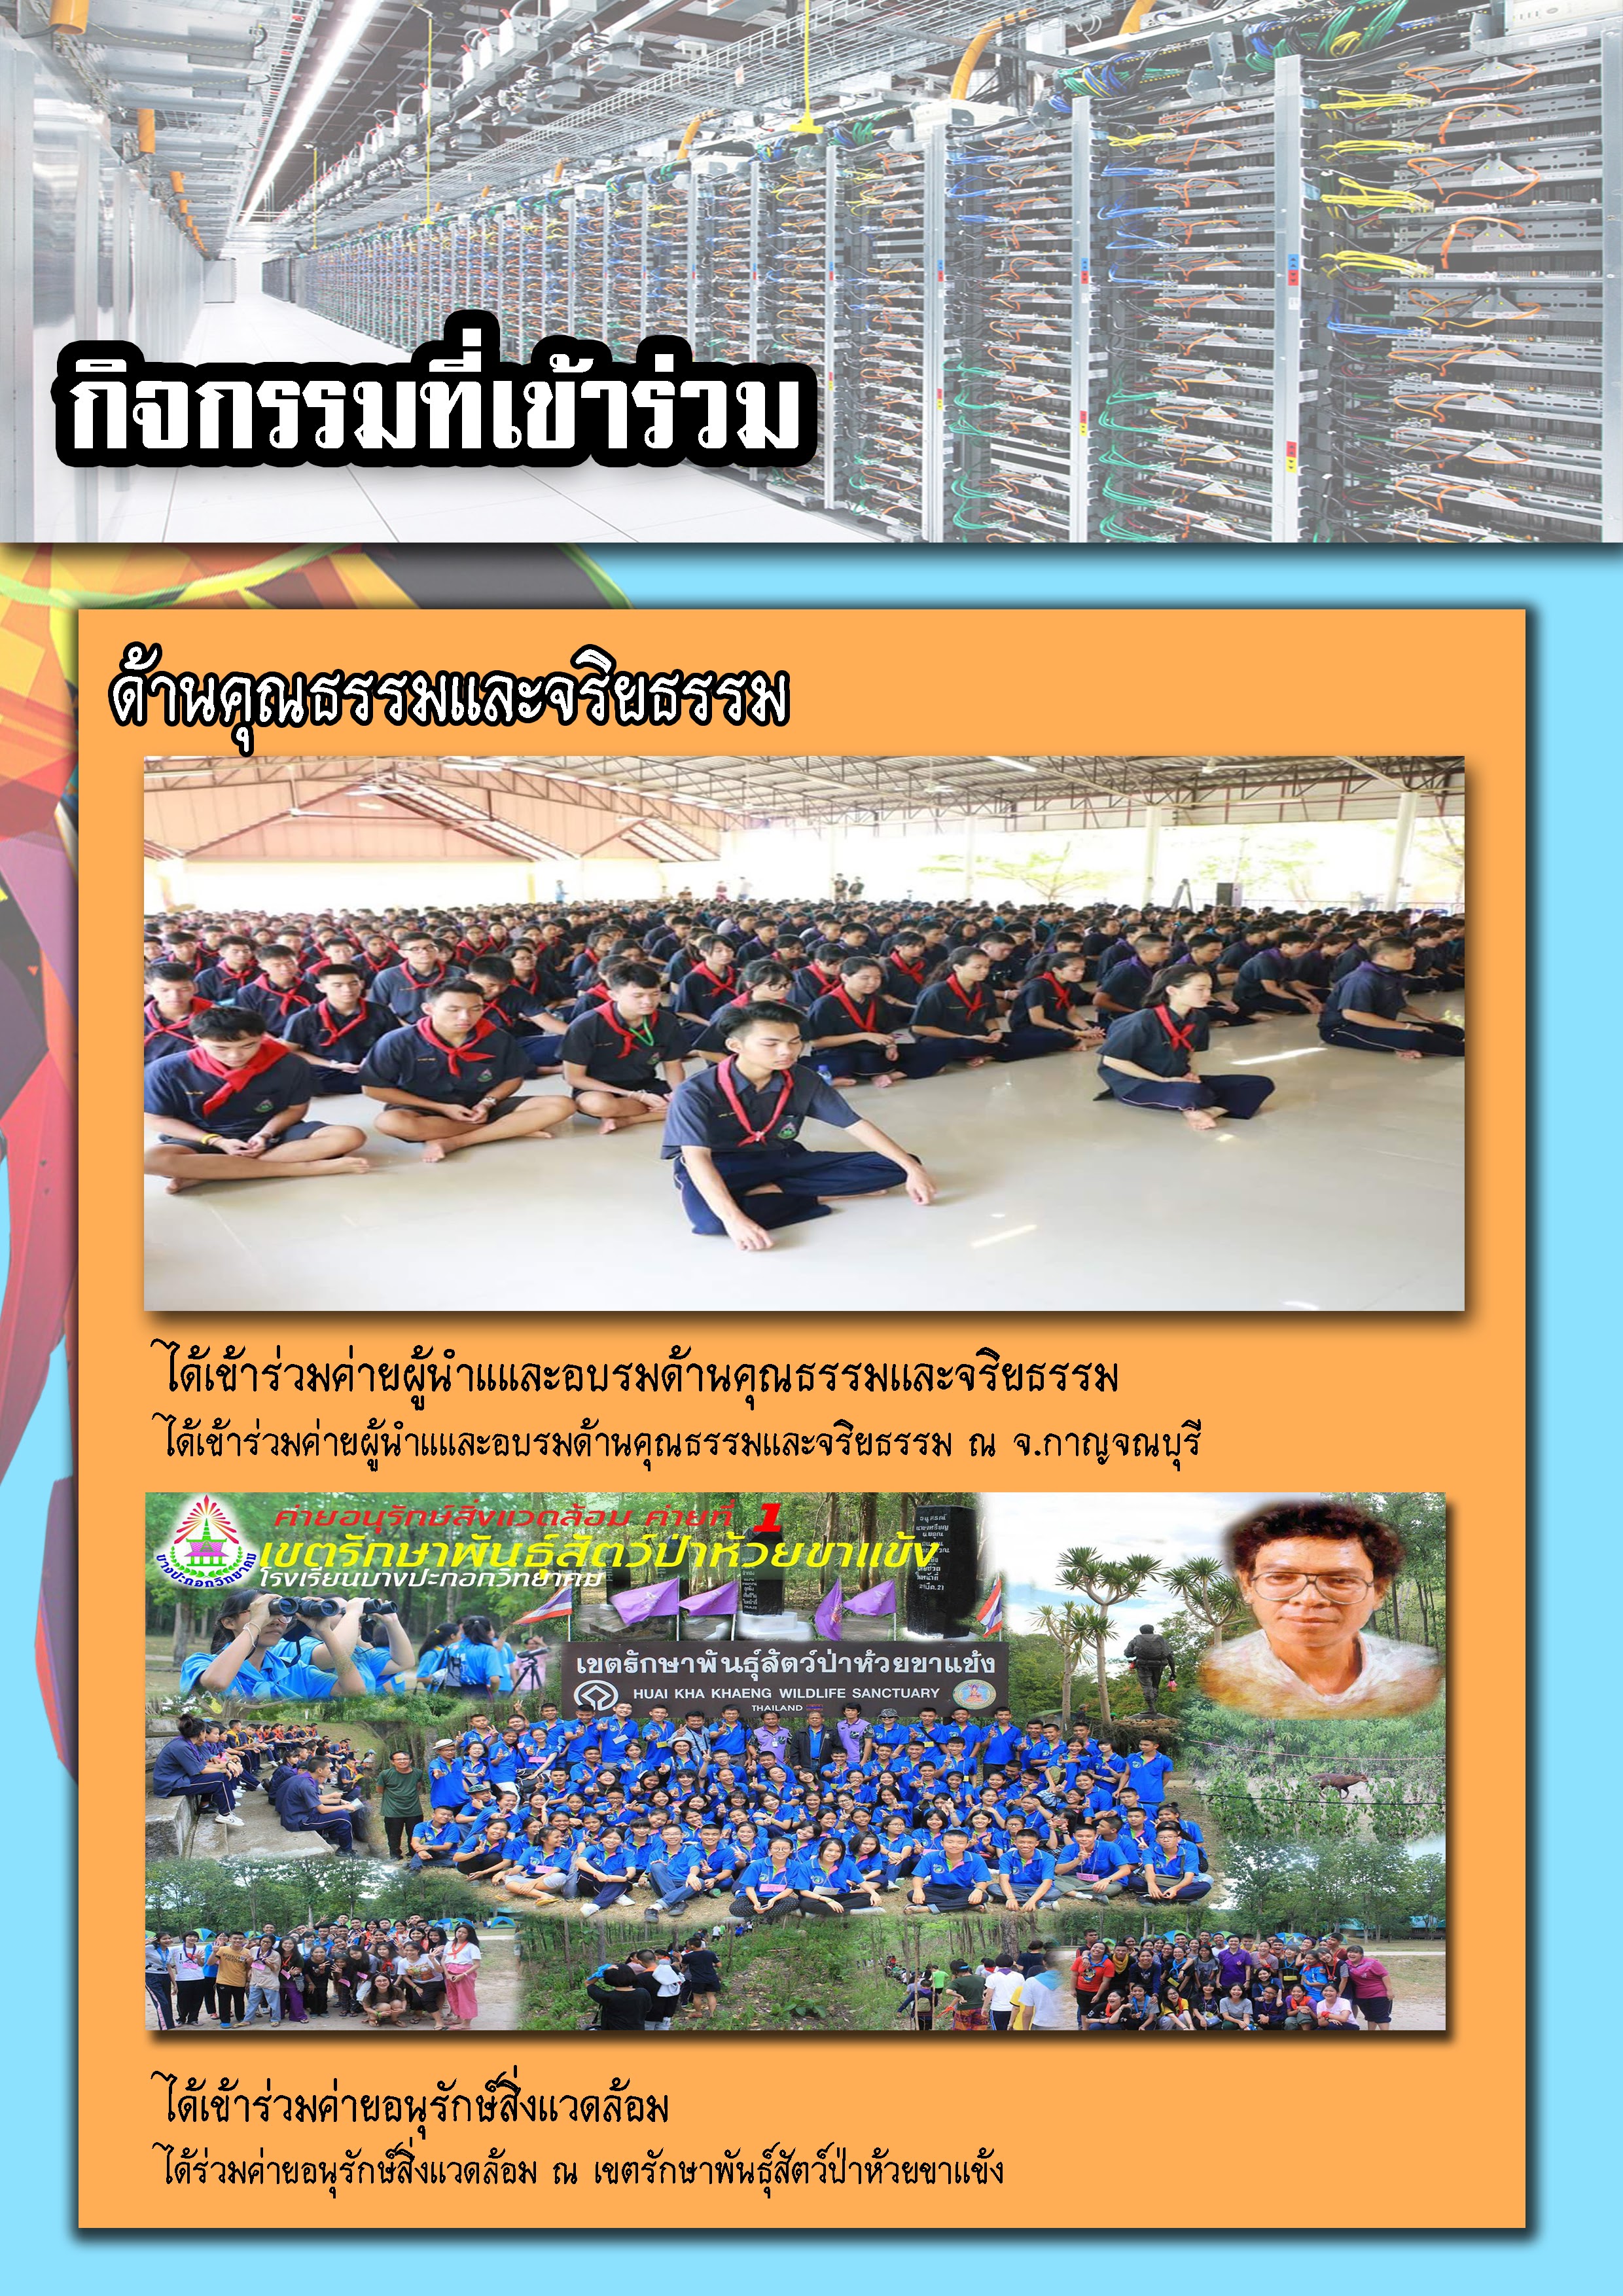 กิจกรรมที่เข้าร่วม
ด้านคุณธรรมและจริยธรรม
ได้เข้าร่วมค่ายผู้นำแและอบรมด้านคุณธรรมและจริยธรรม
ได้เข้าร่วมค่ายผู้นำแและอบรมด้านคุณธรรมและจริยธรรม ณ จ.กาญจณบุรี
ค่ายอนุรักษ์สิ่งแวดล้อม ค่ายที่ 1
เขตรักษาพันธุ์สัตว์ป่าห้วยขาแข้ง
โรงเรียนบางปะกอกวิทยาคม
บางปะกอกวิทยาคม
เขตรักษาพันธุ์สัตว์ป่าห้วยขาแข้ง
HUAI KHA KHAENG WILDLIFE SANCTUARY
THAILAND
ได้เข้าร่วมค่ายอนุรักษ์สิ่งแวดล้อม
ได้ร่วมค่ายอนุรักษ์สิ่งแวดล้อม ณ เขตรักษาพันธุ์สัตว์ป่าห้วยขาแข้ง